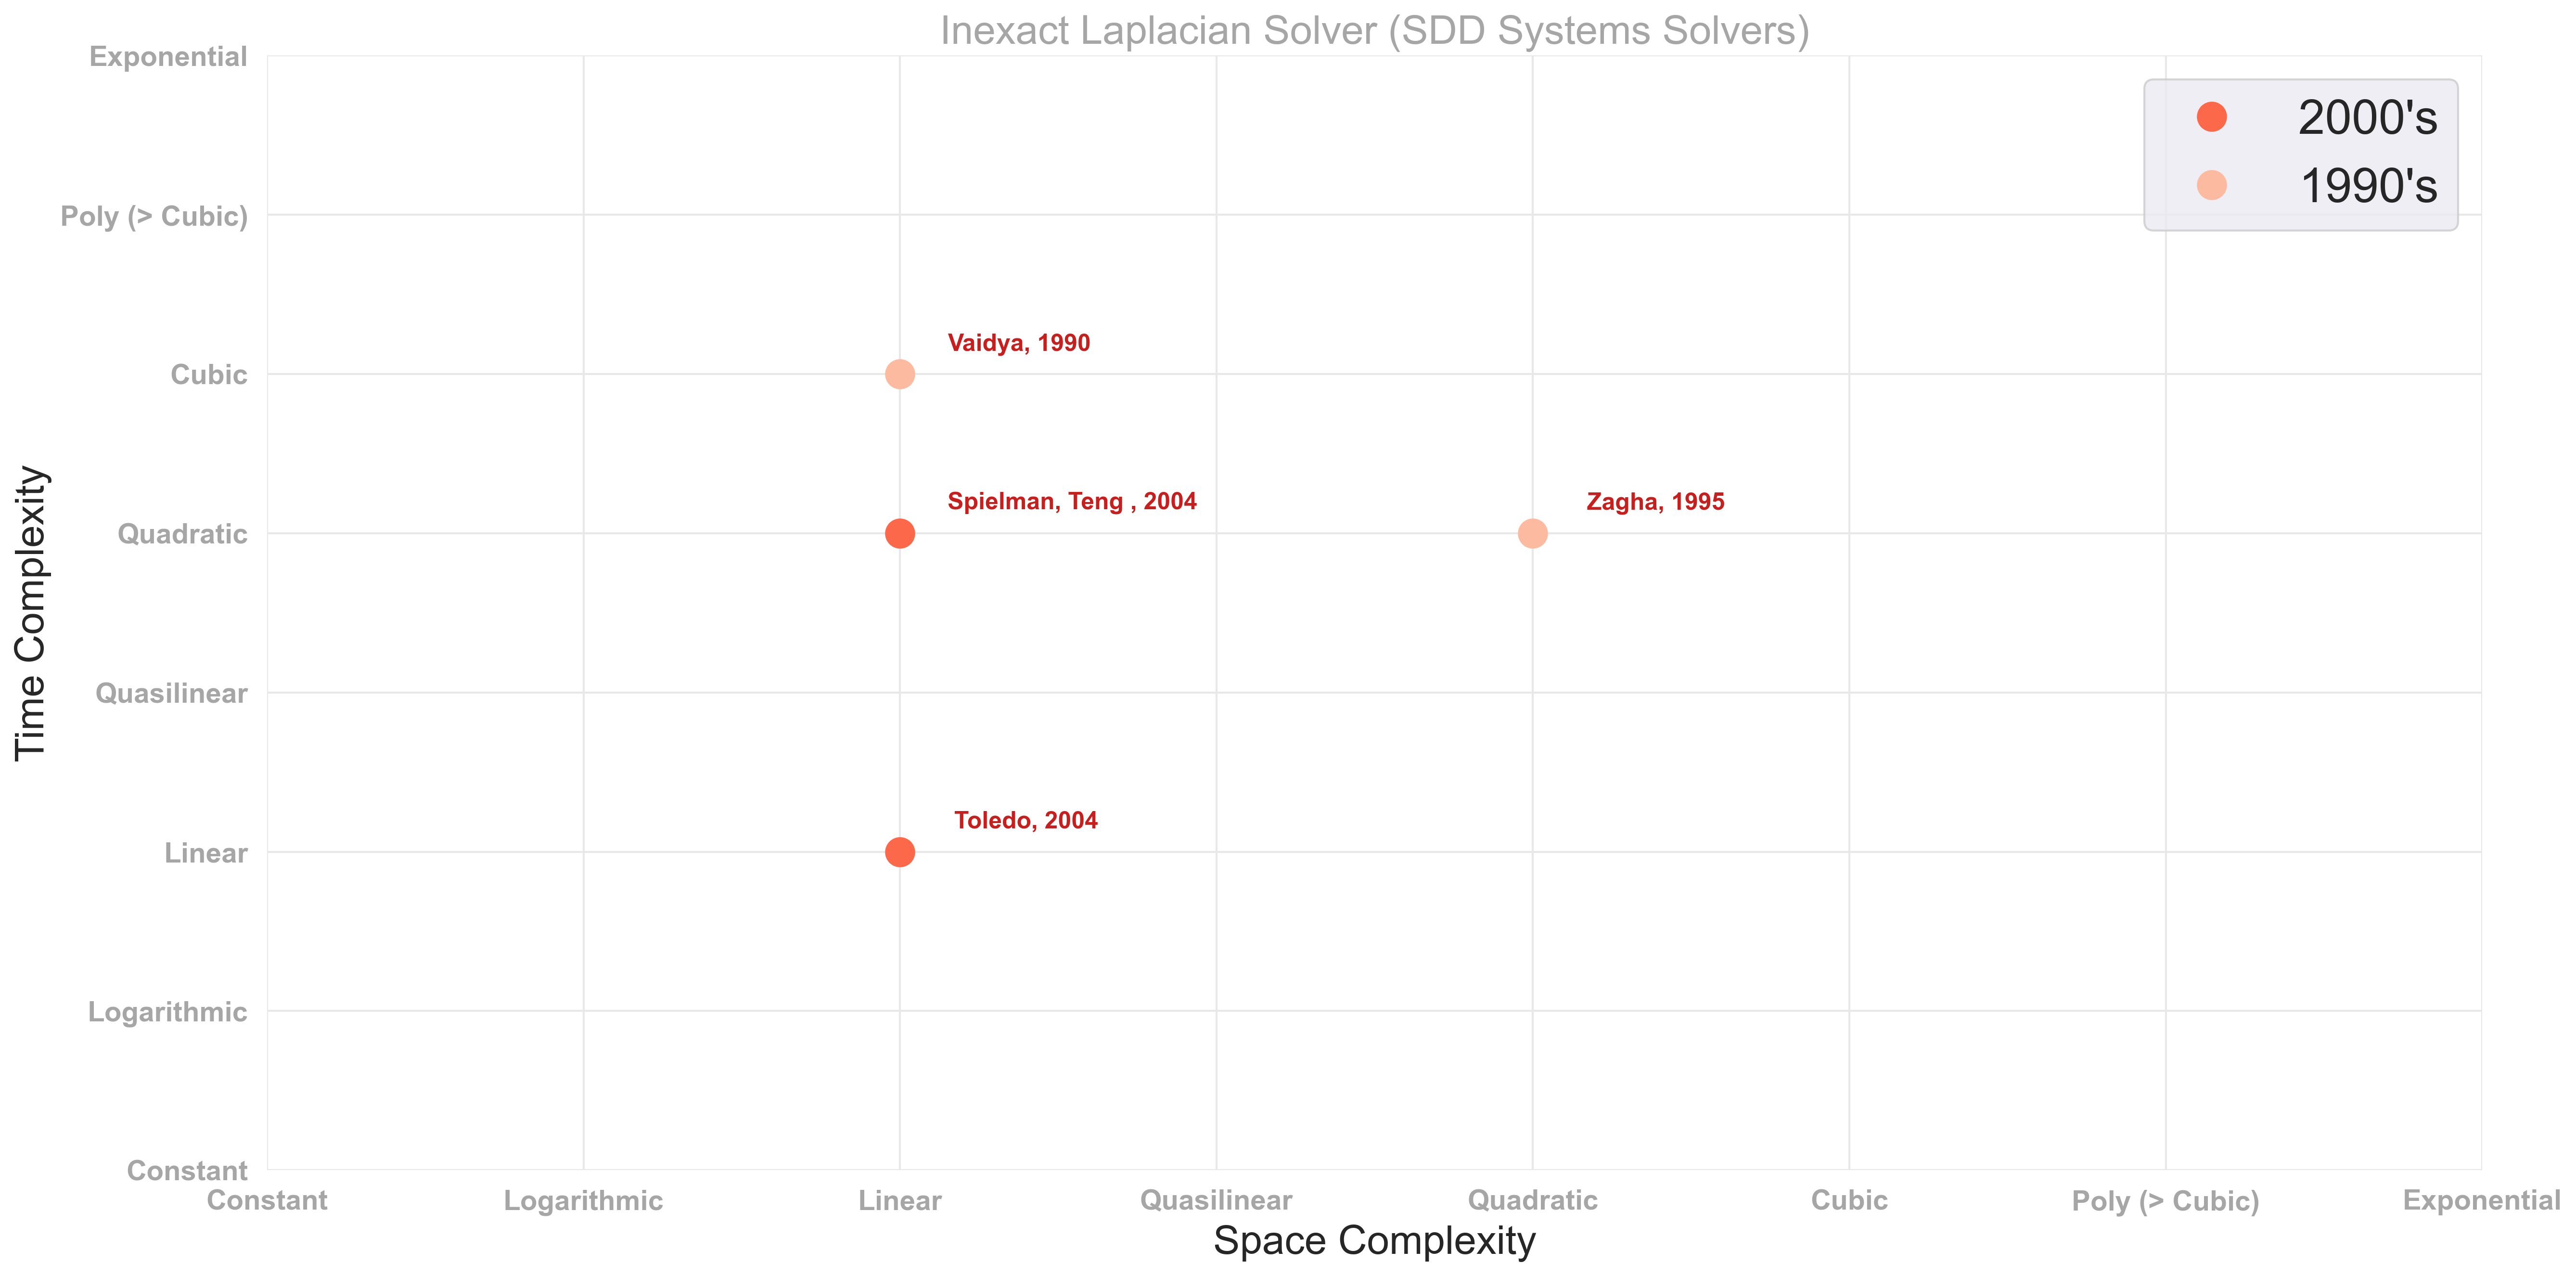 Inexact Laplacian Solver (SDD Systems Solvers)
Exponential
Poly (> Cubic)
Cubic
Quadratic
Quasilinear
Linear
Logarithmic
Constant
Time Complexity
2000's
1990's
Vaidya, 1990
Spielman, Teng , 2004
Zagha, 1995
Toledo, 2004
Constant
Logarithmic
Linear
Quasilinear
Quadratic
Cubic
Poly (> Cubic)
Exponential
Space Complexity